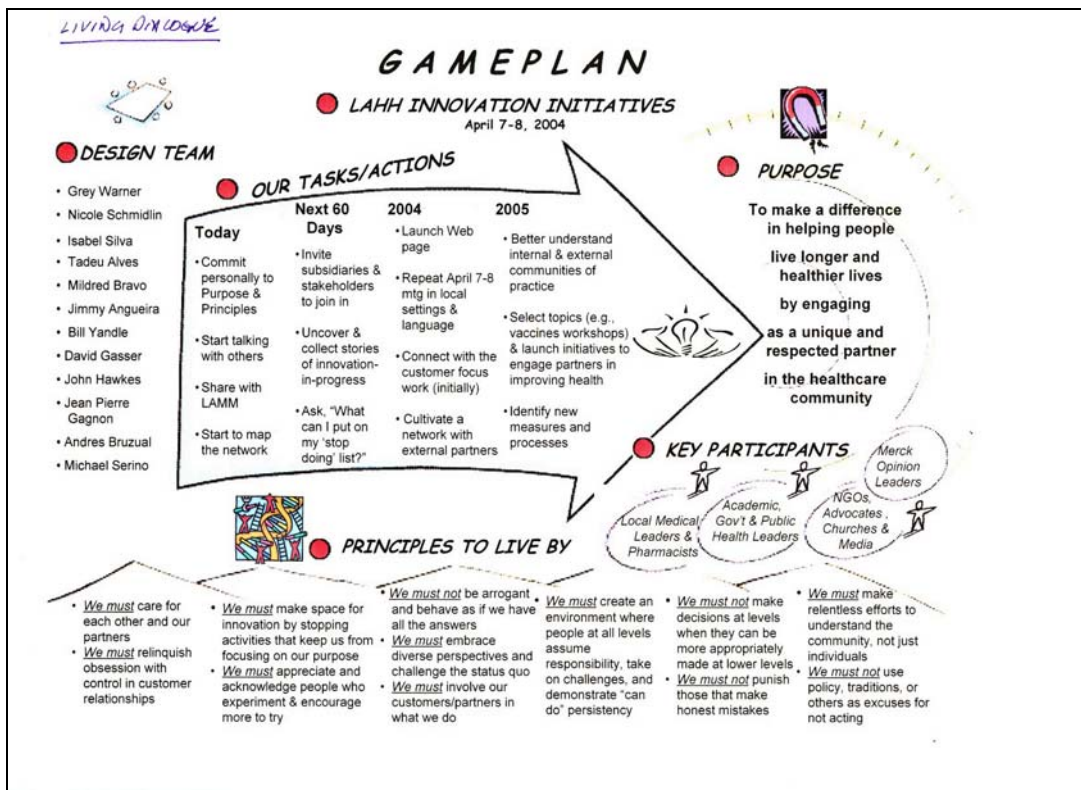 LIVING DIALOGUE
GAMEPLAN
LAHH INNOVATION INITIATIVES
April 7-8, 2004
DESIGN TEAM
• Grey Warner
• Nicole Schmidlin
• Isabel Silva
• Tadeu Alves
• Mildred Bravo
• Jimmy Angueira
• Bill Yandle
• David Gasser
• John Hawkes
• Jean Pierre
Gagnon
• Andres Bruzual
• Michael Serino
OUR TASKS/ACTIONS
Today
• Commit
personally to
Purpose &
Principles
• Start talking
with others
• Share with
LAMM
• Start to map
the network
Next 60
Days
• Invite
subsidiaries &
stakeholders
to join in
• Uncover &
collect stories
of innovation-
in-progress
• Ask, "What
can I put on
my 'stop
doing' list?"
2004
• Launch Web
page
• Repeat April 7-8
mtg in local
settings &
language
• Connect with the
customer focus
work (initially)
• Cultivate a
network with
external partners
2005
• Better understand
internal & external
communities of
practice
• Select topics (e.g.,
vaccines workshops)
& launch initiatives to
engage partners in
improving health
• Identify new
measures and
processes
PURPOSE
To make a difference
in helping people
live longer and
healthier lives
by engaging
as a unique and
respected partner
in the healthcare
community
KEY PARTICIPANTS
Local Medical
Leaders &
Pharmacists
Academic,
Gov't & Public
Health Leaders
NGOs,
Advocates ,
Churches &
Media
Merck
Opinion
Leaders
PRINCIPLES TO LIVE BY
• We must care for
each other and our
partners
• We must relinquish
obsession with
control in customer
relationships
• We must make space for
innovation by stopping
activities that keep us from
focusing on our purpose
• We must appreciate and
acknowledge people who
experiment & encourage
more to try
• We must not be arrogant
and behave as if we have
all the answers
• We must embrace
diverse perspectives and
challenge the status quo
• We must involve our
customers/partners in
what we do
• We must create an
environment where
people at all levels
assume
responsibility, take
on challenges, and
demonstrate "can
do" persistency
• We must not make
decisions at levels
when they can be
more appropriately
made at lower levels
• We must not punish
those that make
honest mistakes
• We must make
relentless efforts to
understand the
community, not just
individuals
• We must not use
policy, traditions, or
others as excuses for
not acting